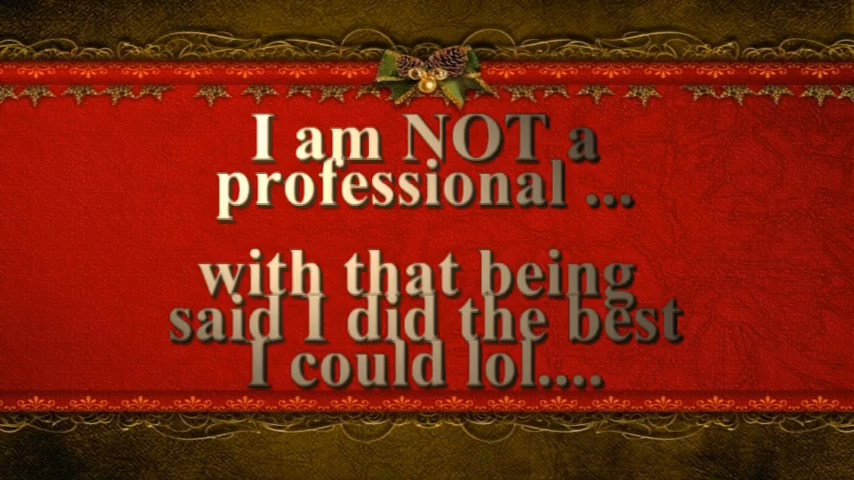 I am NOT a
professional ...
with that being
said I did the best
I could lol....